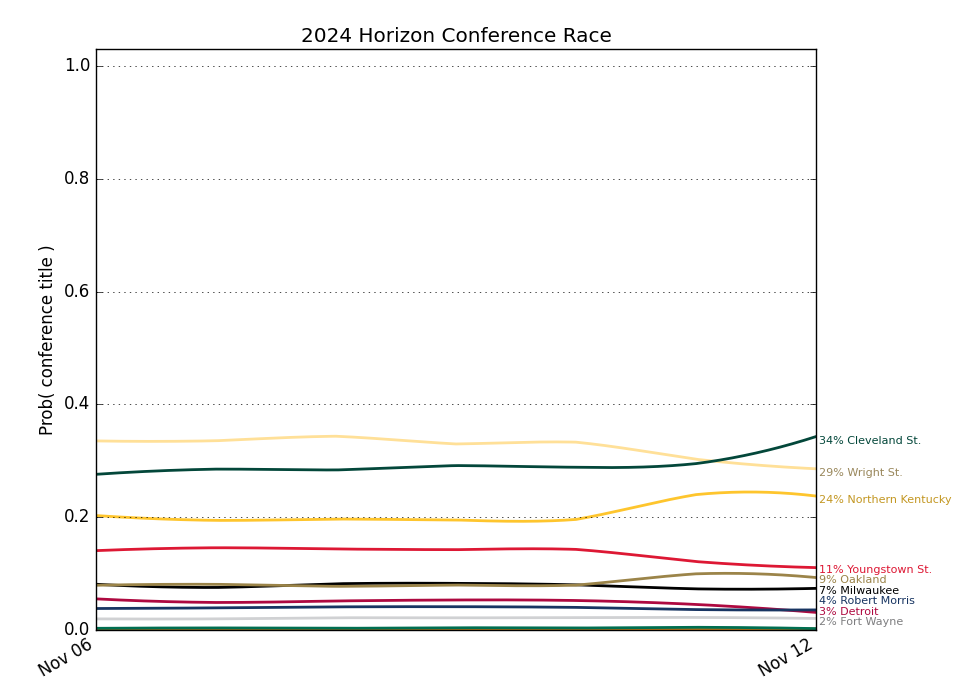 2024 Horizon Conference Race
Prob( conference title )
1.0
0.8
0.6
0.4
0.2
0.0
Nov 06
Nov 12
34% Cleveland St.
29% Wright St.
24% Northern Kentucky
11% Youngstown St.
9% Oakland
7% Milwaukee
4% Robert Morris
3% Detroit
2% Fort Wayne